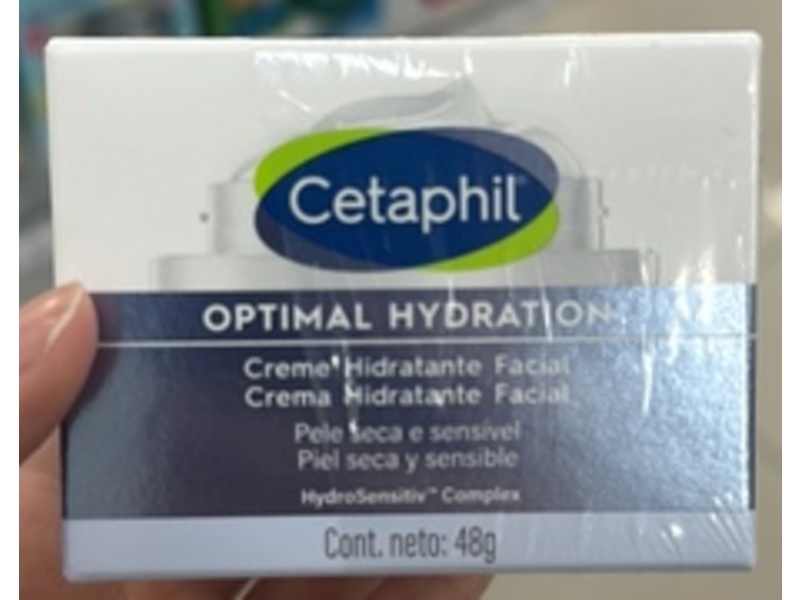 Cetaphil
OPTIMAL HYDRATION
Creme Hidratante Facial
Crema Hidratante Facial
Pele seca e sensível
Piel seca y sensible
HydroSensitiv™ Complex
Cont. neto: 48g